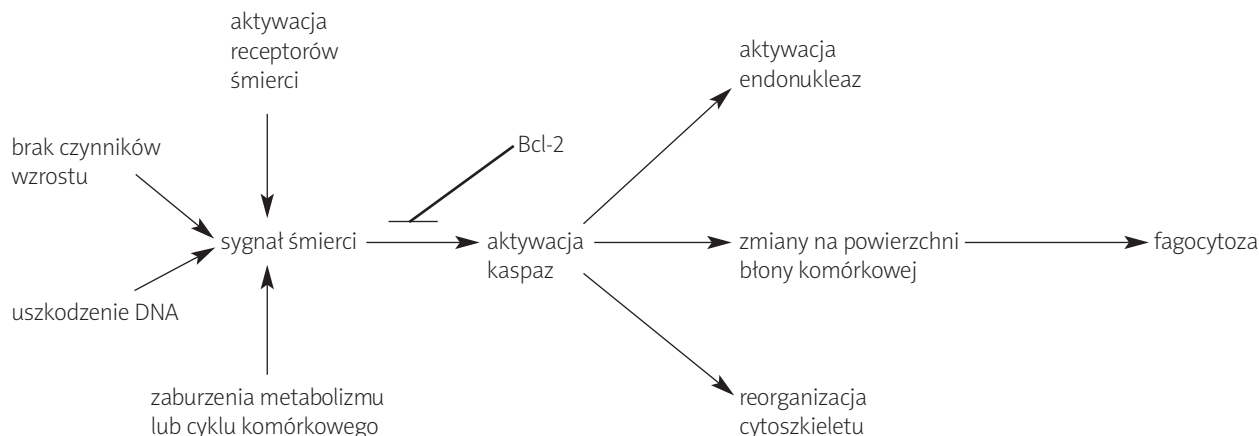 aktywacja
receptorów
śmierci
aktywacja
endonukleaz
brak czynników
wzrostu
Bcl-2
sygnał śmierci
aktywacja
kaspaz
zmiany na powierzchni
błony komórkowej
fagocytoza
uszkodzenie DNA
zaburzenia metabolizmu
lub cyklu komórkowego
reorganizacja
cytoszkieletu